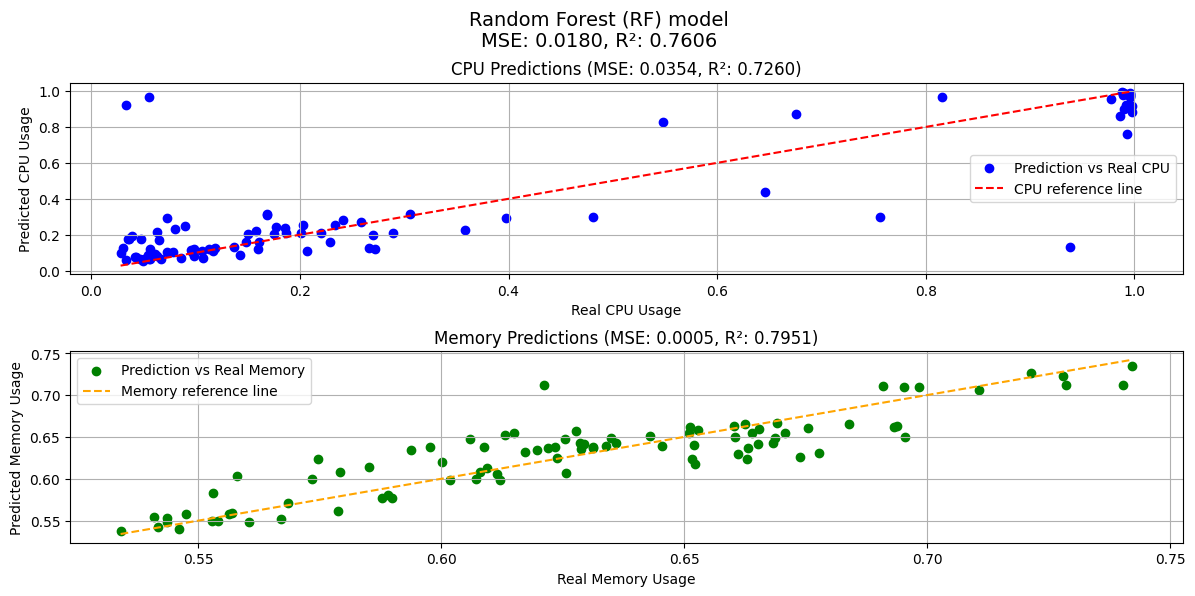 Random Forest (RF) model
MSE: 0.0180, R²: 0.7606
CPU Predictions (MSE: 0.0354, R²: 0.7260)
Predicted CPU Usage
1.0
0.8
0.6
0.4
0.2
0.0
Prediction vs Real CPU
CPU reference line
0.0 0.2 0.4 0.6 0.8 1.0
Real CPU Usage
Memory Predictions (MSE: 0.0005, R²: 0.7951)
Predicted Memory Usage
0.75
0.70
0.65
0.60
0.55
Prediction vs Real Memory
Memory reference line
0.55 0.60 0.65 0.70 0.75
Real Memory Usage